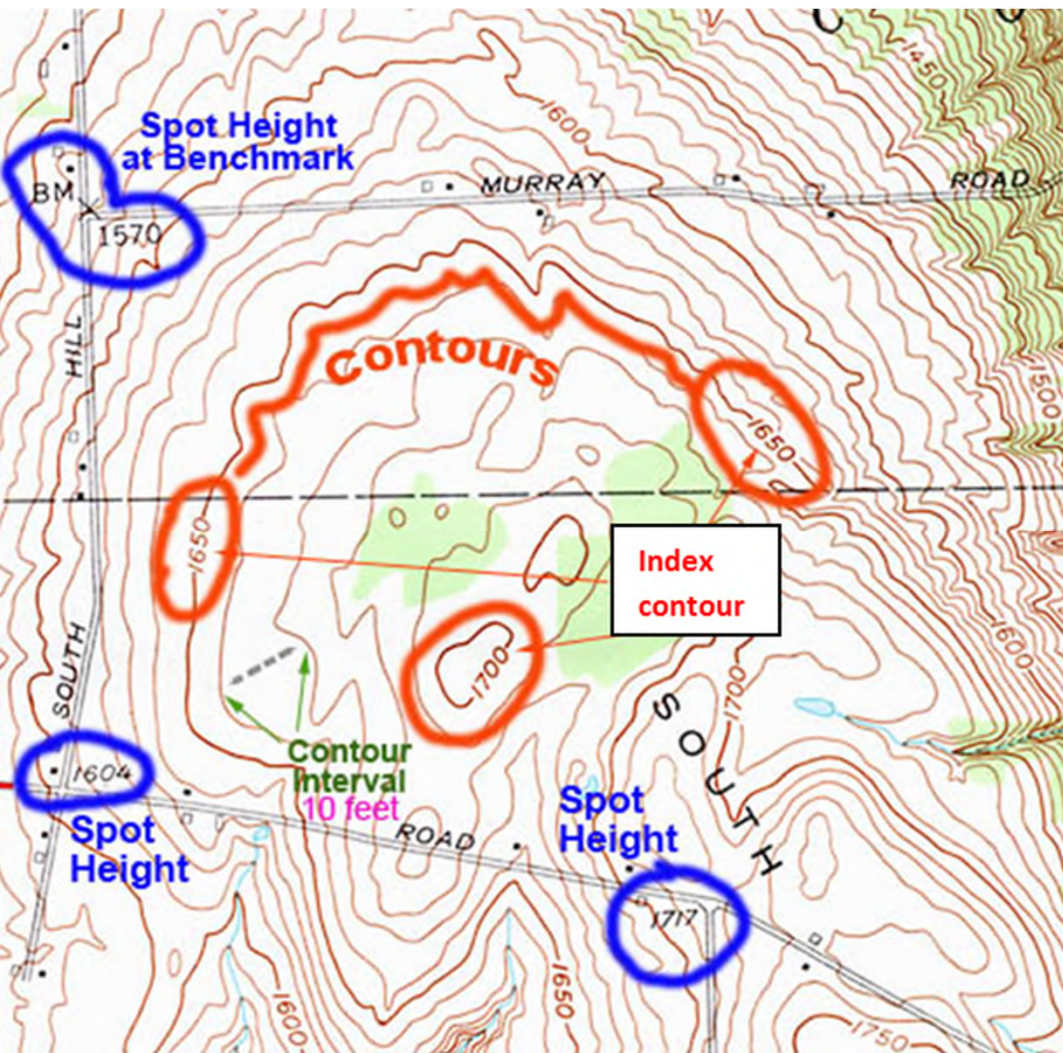 C O
1450
Spot Height
at Benchmark
1600
BM
MURRAY ROAD
1570
HILL
Contours
1500
1650
1650
Index
contour
1600
1700
1700
SOUTH
SOUTH
Contour
Interval
10 feet
1604
Spot
Height
Spot
Height
ROAD
1717
1600
1650
1750